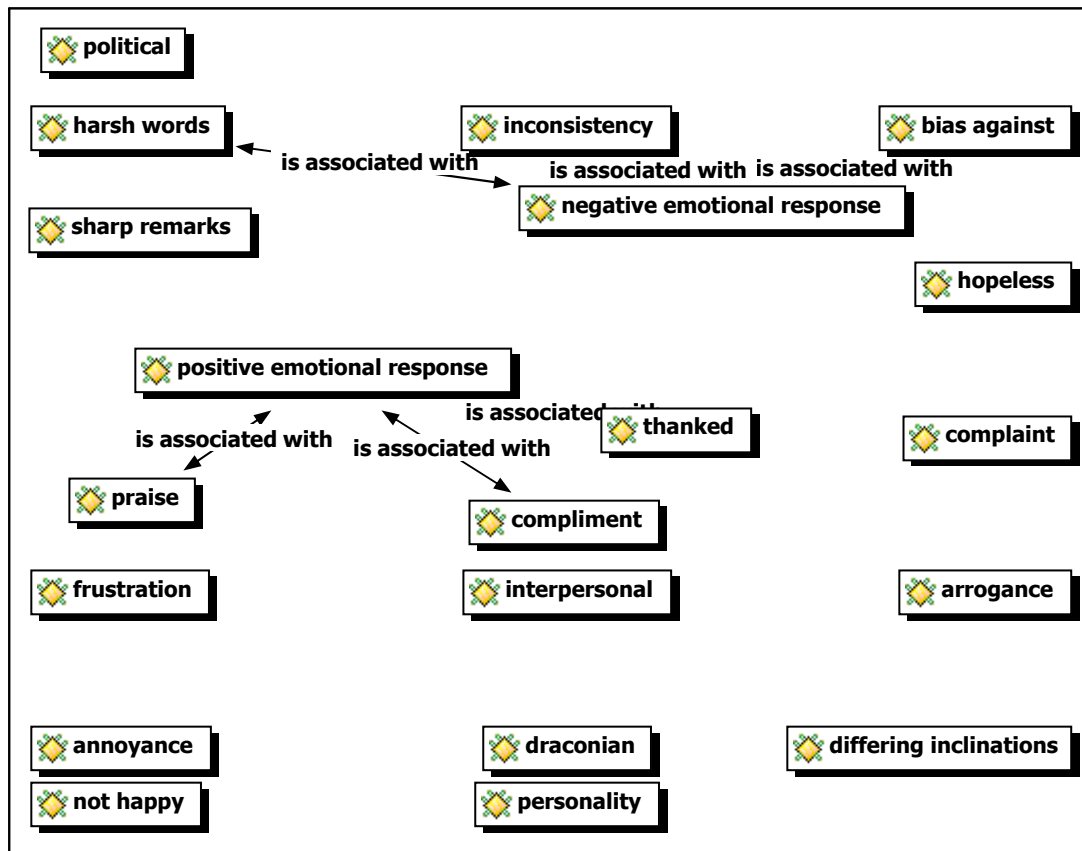 political
harsh words
inconsistency
bias against
is associated with
is associated with
is associated with
negative emotional response
sharp remarks
hopeless
positive emotional response
is associated with
thanked
is associated with
is associated with
complaint
praise
compliment
frustration
interpersonal
arrogance
annoyance
draconian
differing inclinations
not happy
personality